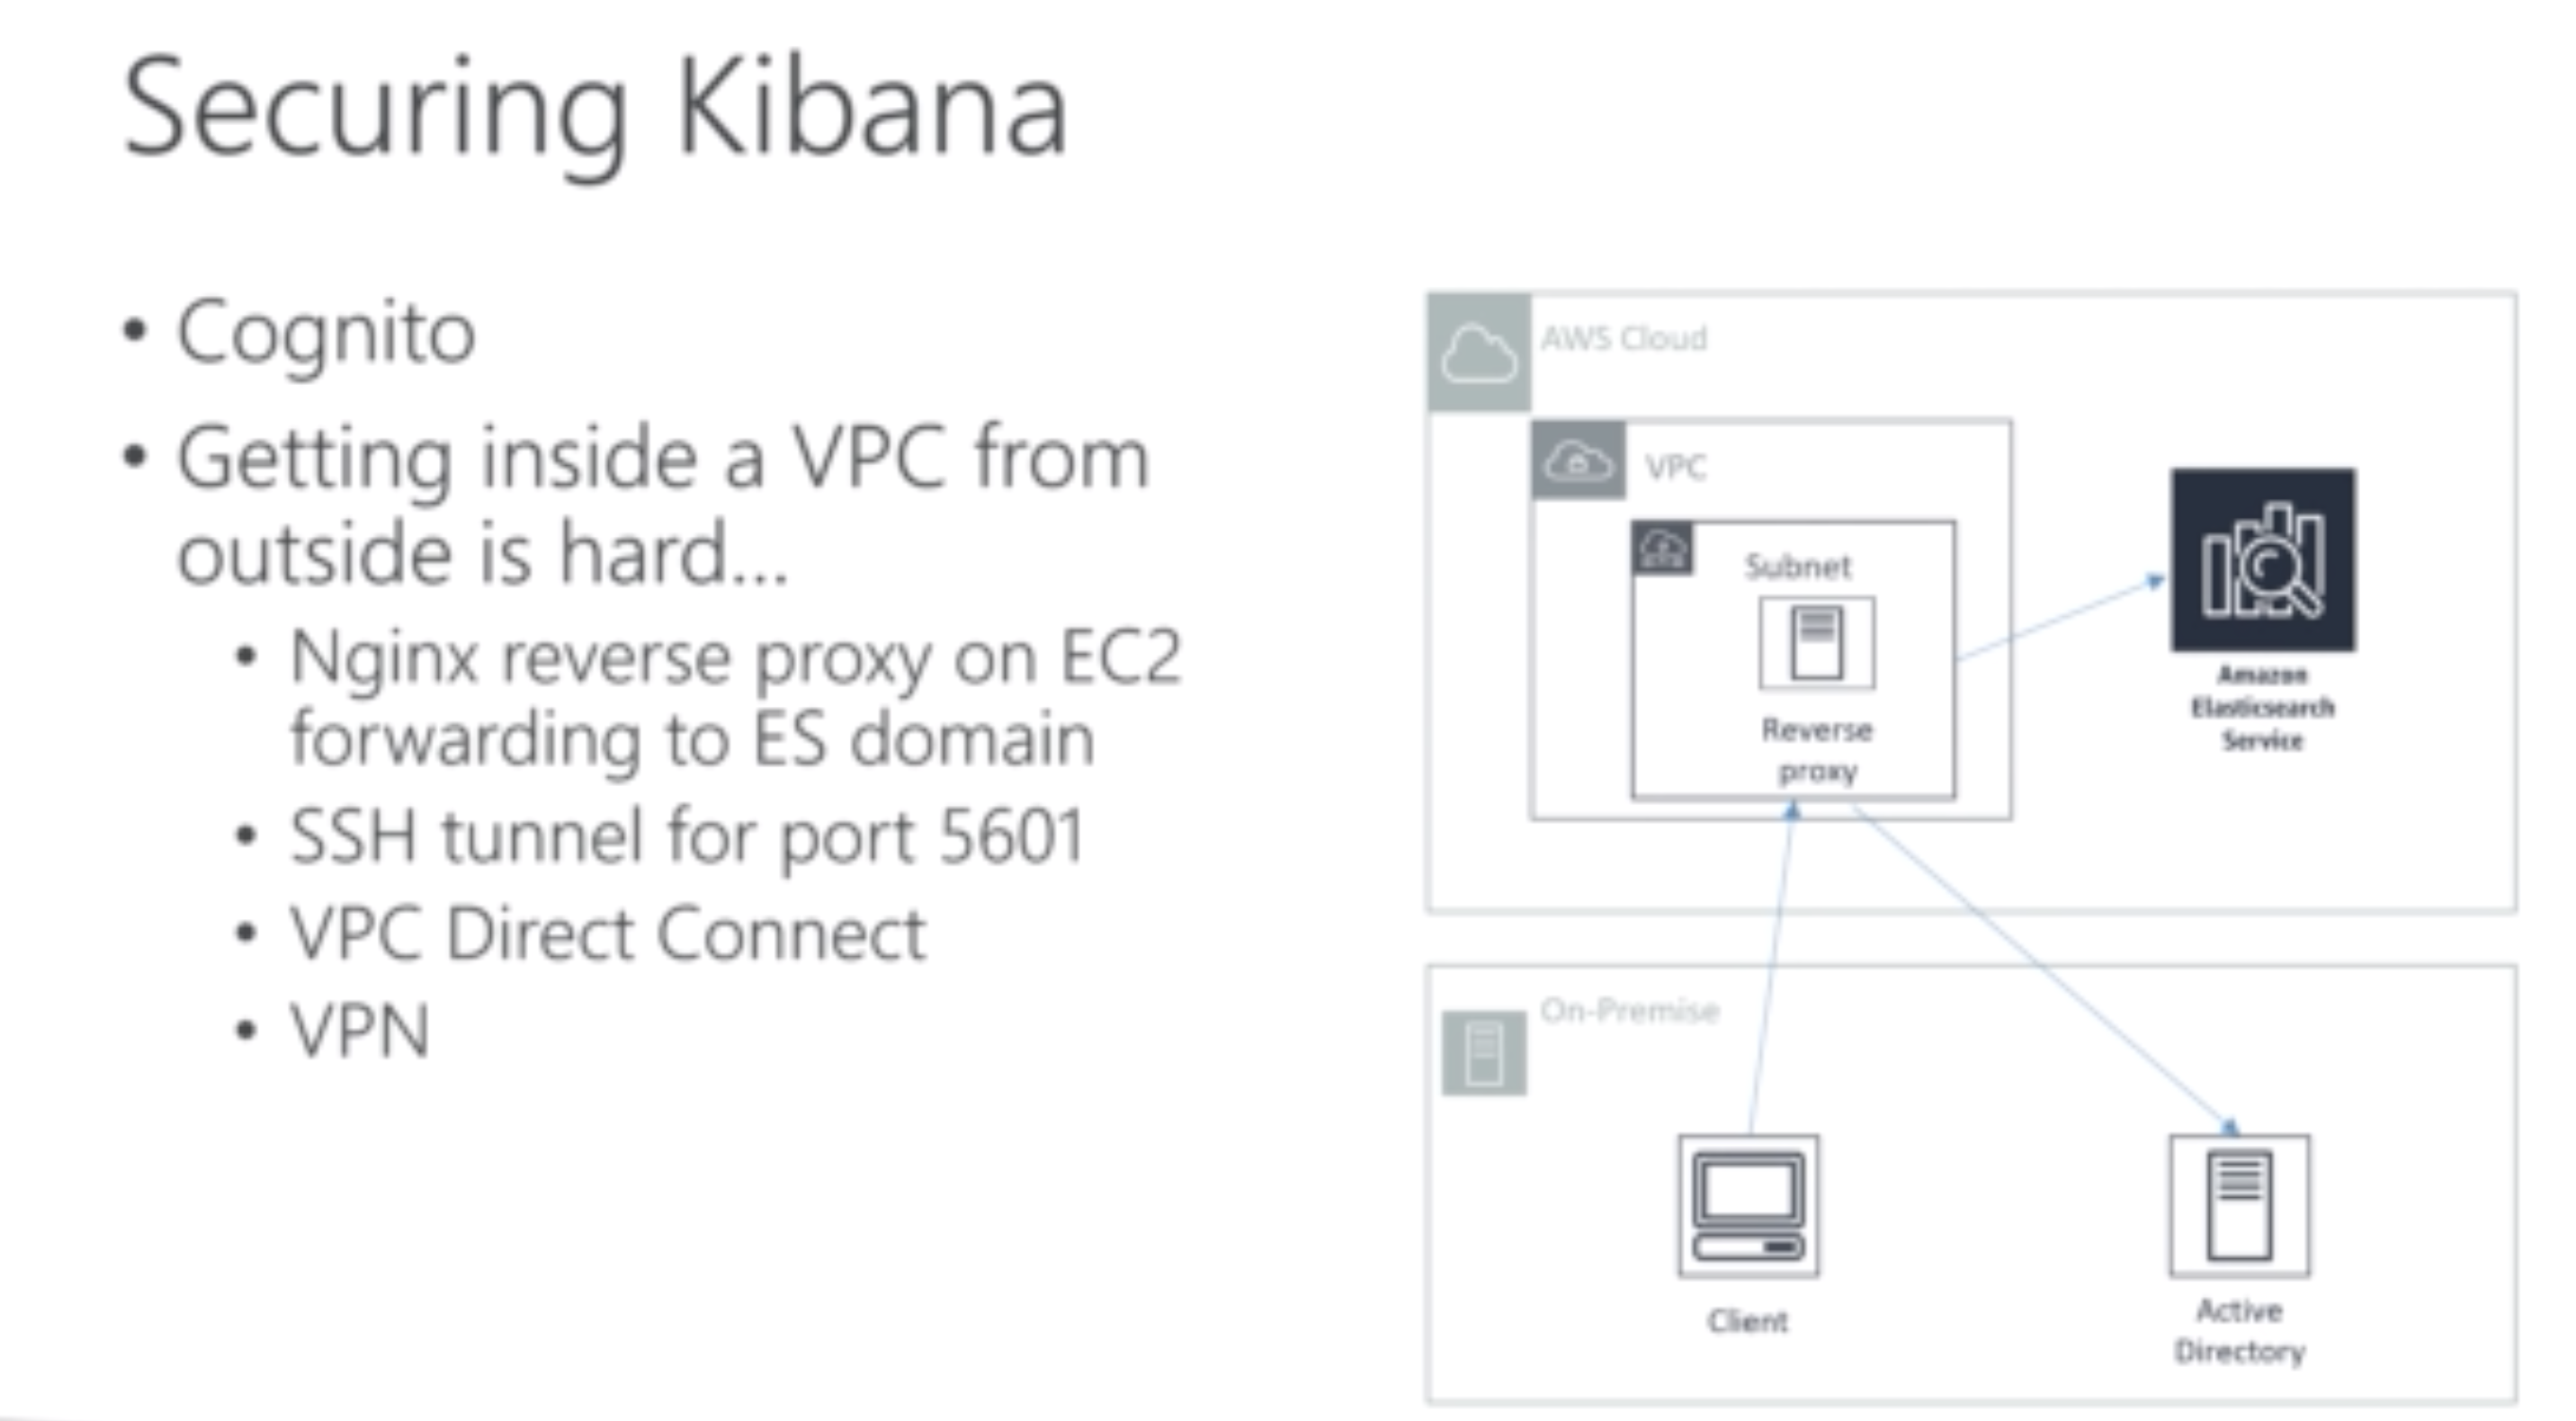 Securing Kibana
• Cognito
• Getting inside a VPC from
outside is hard...
• Nginx reverse proxy on EC2
forwarding to ES domain
• SSH tunnel for port 5601
• VPC Direct Connect
• VPN
AWS Cloud
VPC
Subnet
Reverse
proxy
Amazon
Elasticsearch
Service
On-Premise
Client
Active
Directory